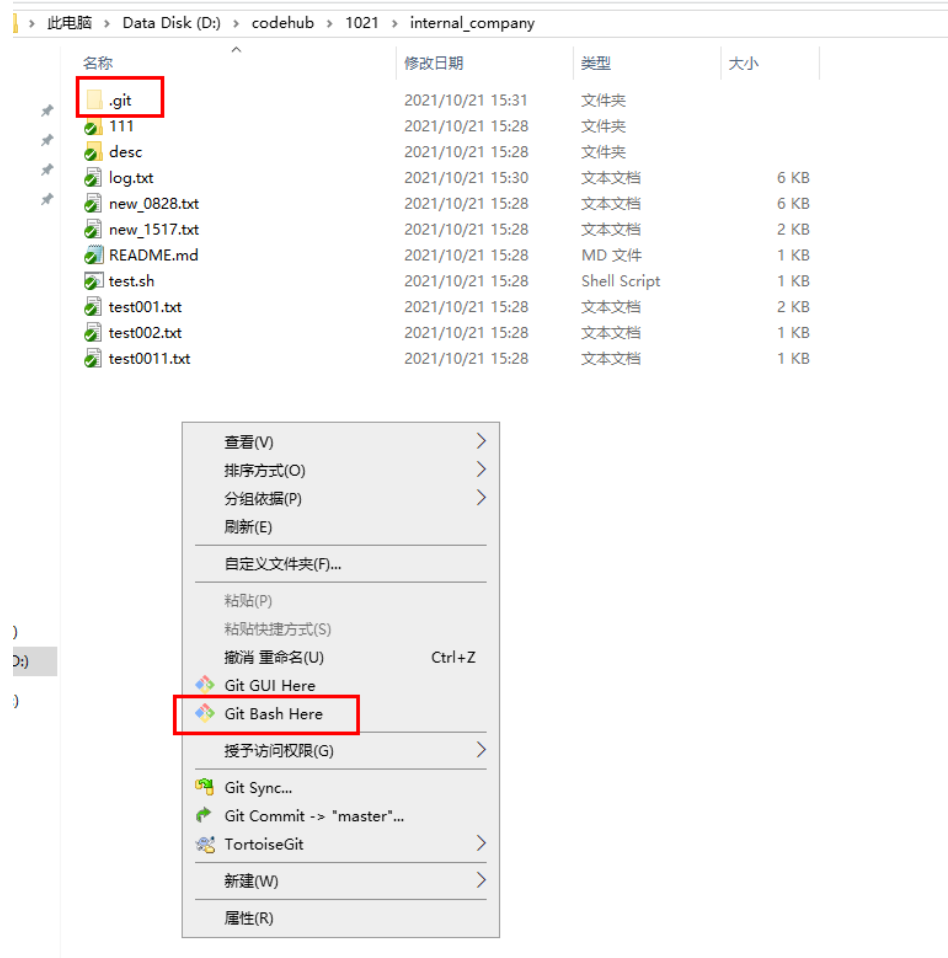 › 此电脑 › Data Disk (D:) › codehub › 1021 › internal_company
名称 修改日期 类型 大小
.git 2021/10/21 15:31 文件夹
111 2021/10/21 15:28 文件夹
desc 2021/10/21 15:28 文件夹
log.txt 2021/10/21 15:30 文本文档 6 KB
new_0828.txt 2021/10/21 15:28 文本文档 6 KB
new_1517.txt 2021/10/21 15:28 文本文档 2 KB
README.md 2021/10/21 15:28 MD 文件 1 KB
test.sh 2021/10/21 15:28 Shell Script 1 KB
test001.txt 2021/10/21 15:28 文本文档 2 KB
test002.txt 2021/10/21 15:28 文本文档 1 KB
test0011.txt 2021/10/21 15:28 文本文档 1 KB
查看(V)
排序方式(O)
分组依据(P)
刷新(E)
自定义文件夹(F)...
粘贴(P)
粘贴快捷方式(S)
)
撤消 重命名(U) Ctrl+Z
D:)
Git GUI Here
:)
Git Bash Here
授予访问权限(G)
Git Sync...
Git Commit -> "master"...
TortoiseGit
新建(W)
属性(R)